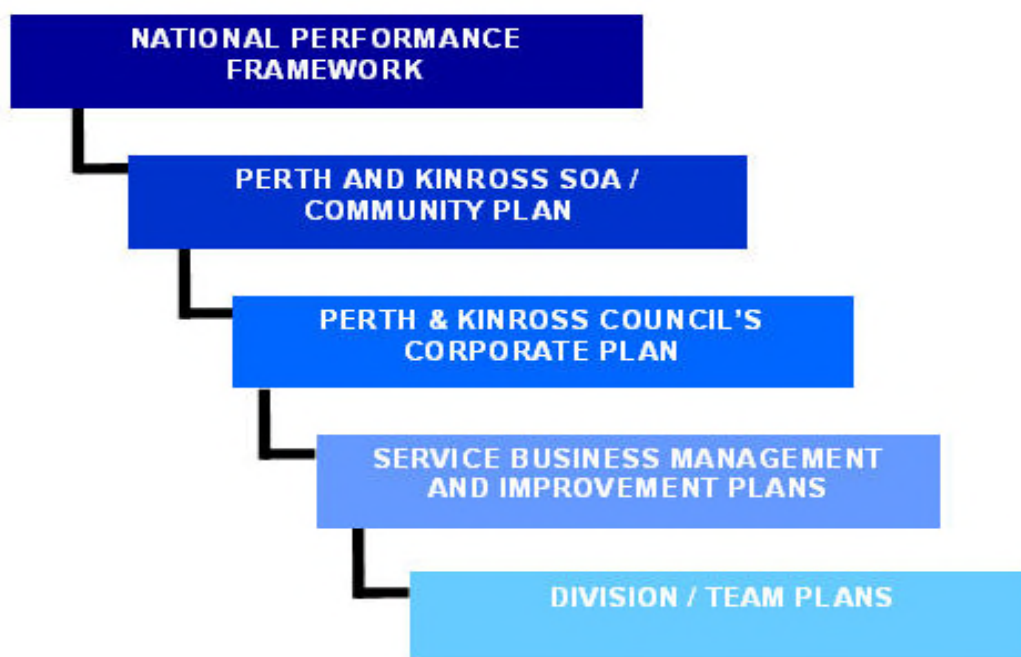 NATIONAL PERFORMANCE
FRAMEWORK
PERTH AND KINROSS SOA /
COMMUNITY PLAN
PERTH & KINROSS COUNCIL’S
CORPORATE PLAN
SERVICE BUSINESS MANAGEMENT
AND IMPROVEMENT PLANS
DIVISION / TEAM PLANS